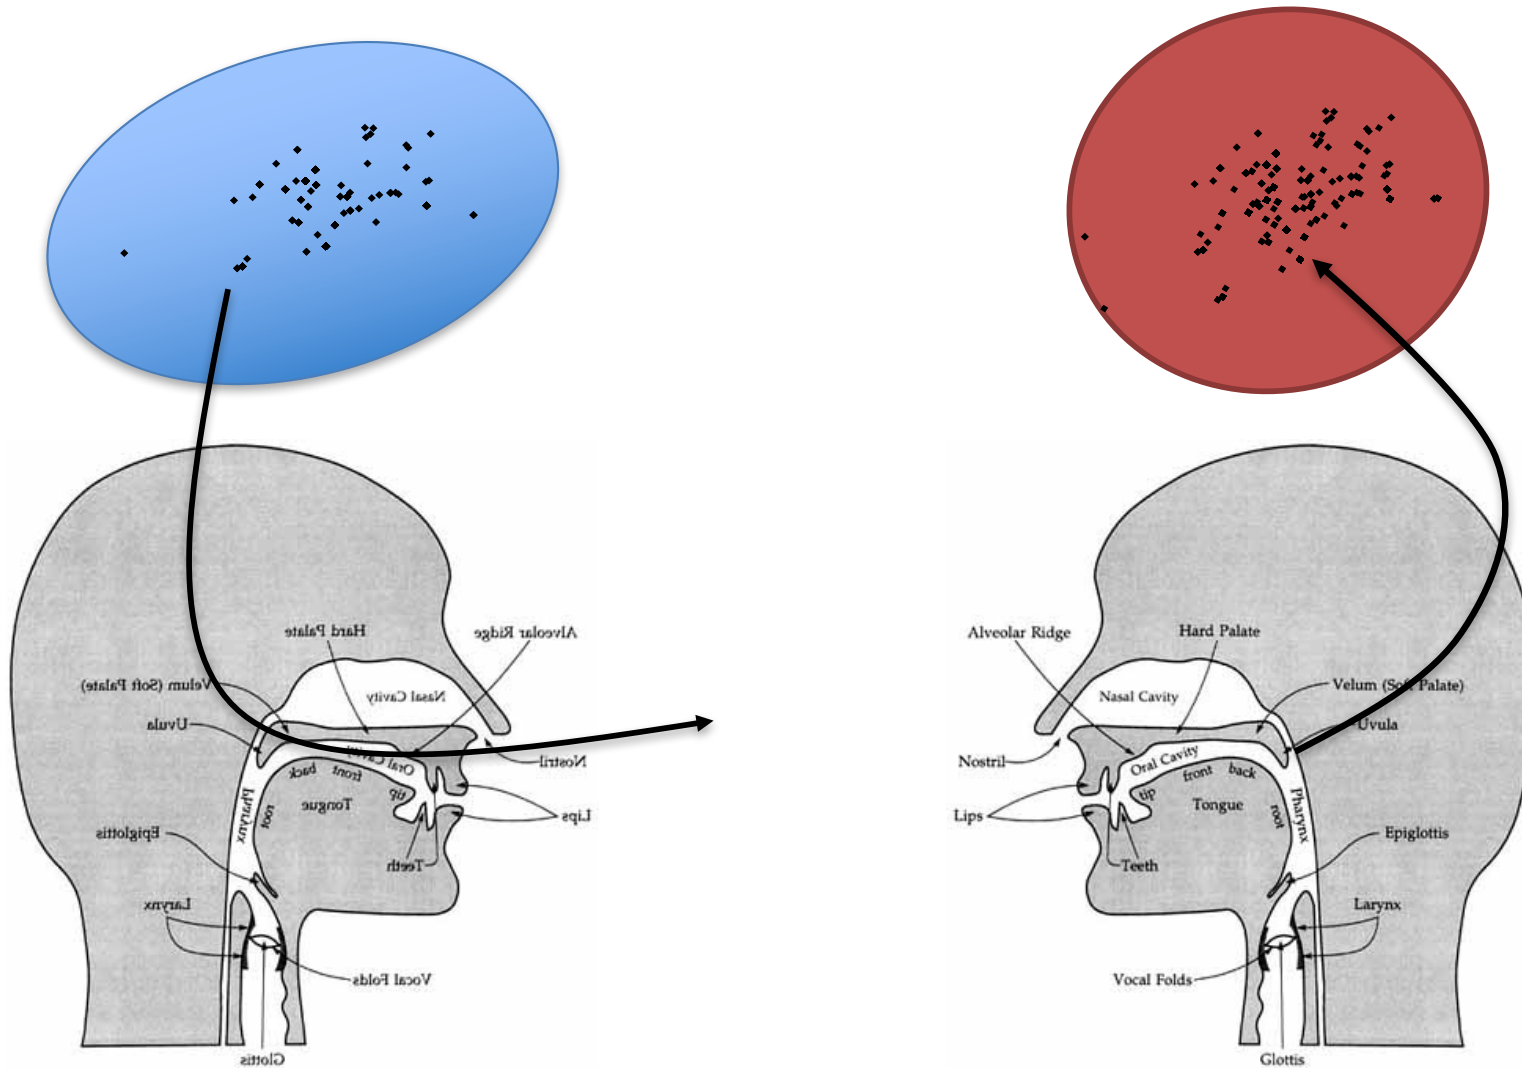 Hard Palate
Alveolar Ridge
Velum (Soft Palate)
Nasal Cavity
Uvula
Oral Cavity
Nostril
back
front
tip
Tongue
root
Pharynx
Lips
Epiglottis
Teeth
Larynx
Vocal Folds
Glottis
Alveolar Ridge
Hard Palate
Velum (Soft Palate)
Nasal Cavity
Uvula
Nostril
Oral Cavity
front
back
tip
Tongue
root
Pharynx
Lips
Epiglottis
Teeth
Larynx
Vocal Folds
Glottis